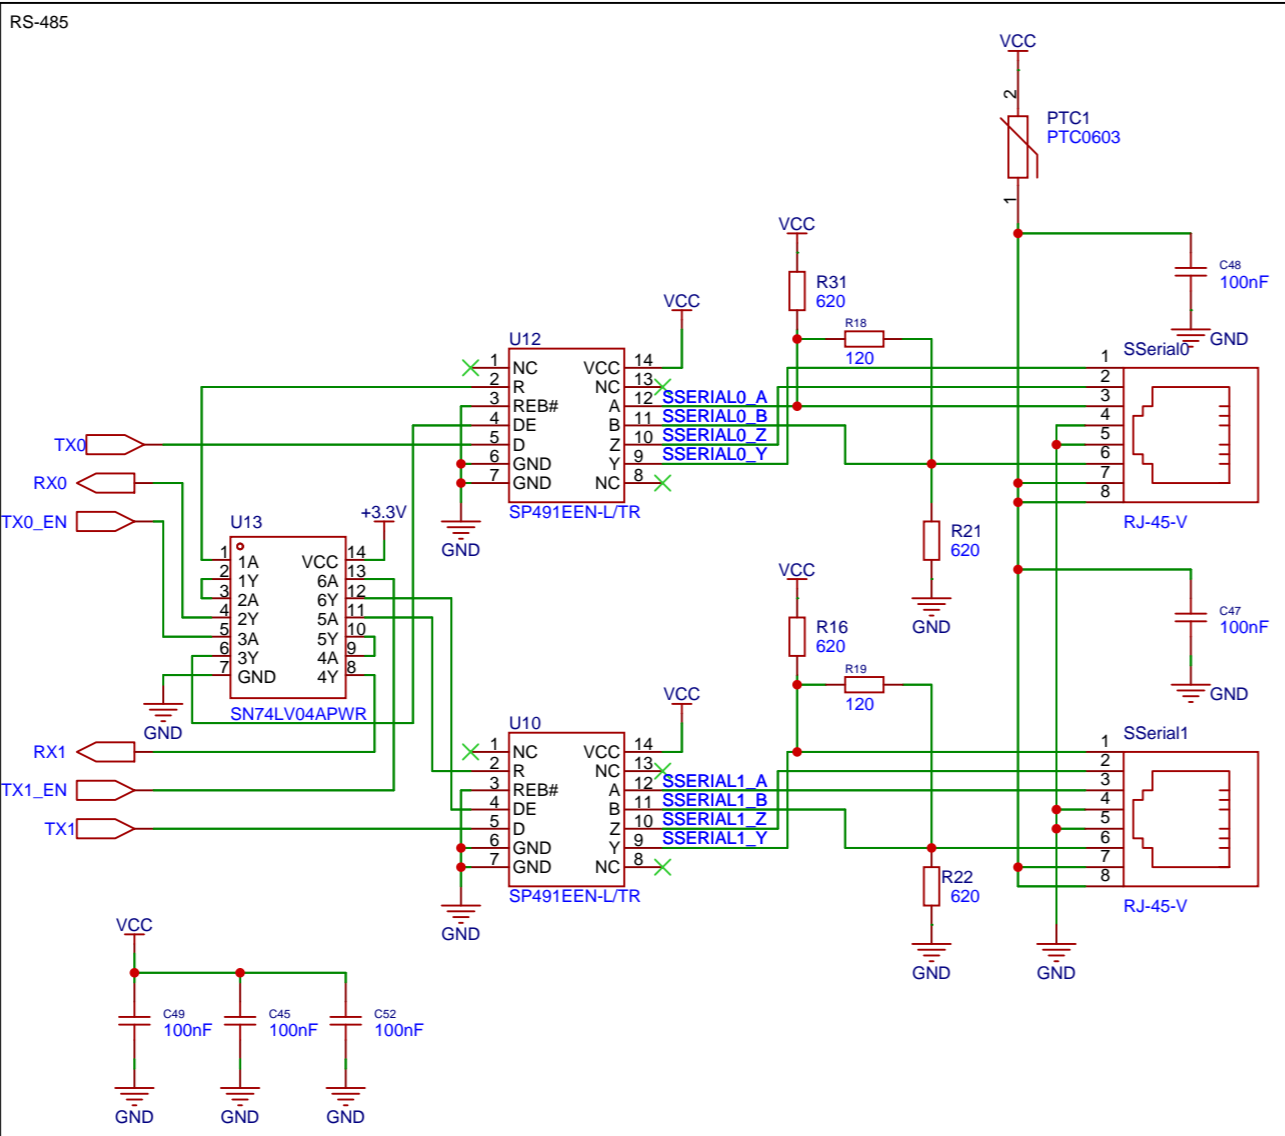 RS-485
VCC
2
PTC1
PTC0603
1
VCC
R31
620
C48
100nF
GND
VCC
R18
120
U12
1 NC VCC 14
2 R NC 13
3 REB# A 12
4 DE B 11
5 D Z 10
6 GND Y 9
7 GND NC 8
SP491EEN-L/TR
GND
SSERIAL0_A
SSERIAL0_B
SSERIAL0_Z
SSERIAL0_Y
SSerial0
1
2
3
4
5
6
7
8
RJ-45-V
TX0
RX0
TX0_EN
+3.3V
U13
1 1A VCC 14
2 1Y 6A 13
3 2A 6Y 12
4 2Y 5A 11
5 3A 5Y 10
6 3Y 4A 9
7 GND 4Y 8
SN74LV04APWR
GND
R21
620
GND
VCC
R16
620
C47
100nF
GND
R19
120
VCC
RX1
TX1_EN
TX1
U10
1 NC VCC 14
2 R NC 13
3 REB# A 12
4 DE B 11
5 D Z 10
6 GND Y 9
7 GND NC 8
SP491EEN-L/TR
GND
SSERIAL1_A
SSERIAL1_B
SSERIAL1_Z
SSERIAL1_Y
SSerial1
1
2
3
4
5
6
7
8
RJ-45-V
R22
620
GND
GND
VCC
C49
100nF
C45
100nF
C52
100nF
GND
GND
GND